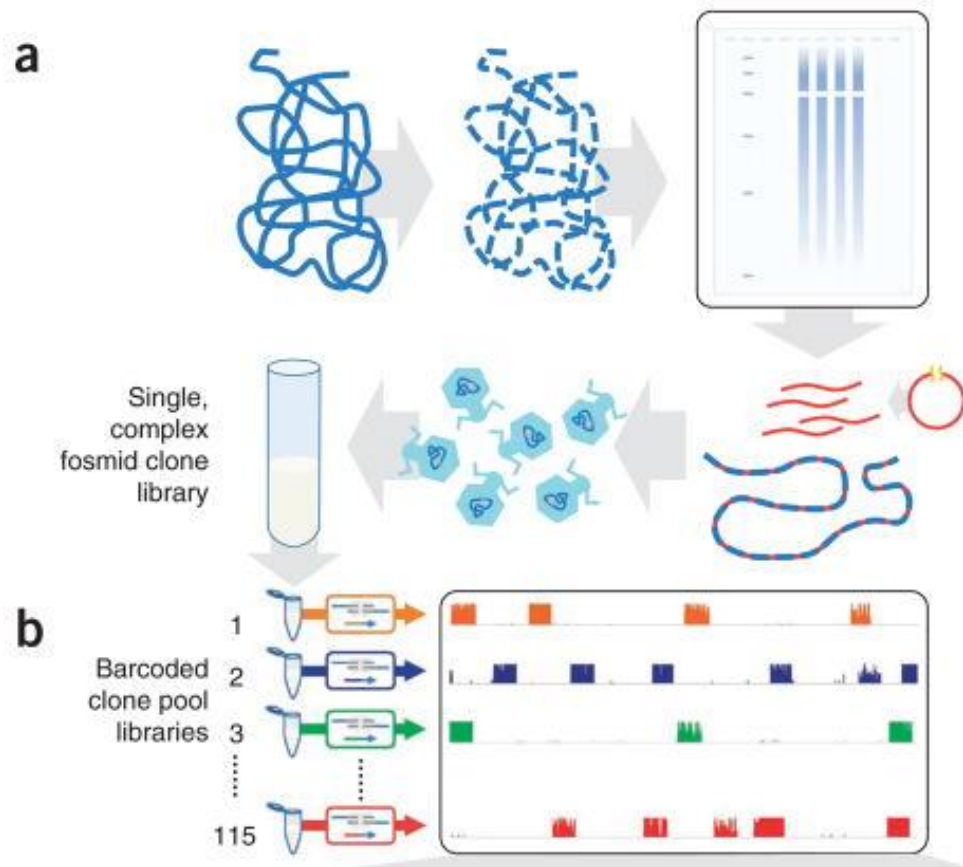 a
Single,
complex
fosmid clone
library
b
1
Barcoded
clone pool
libraries
2
3
115